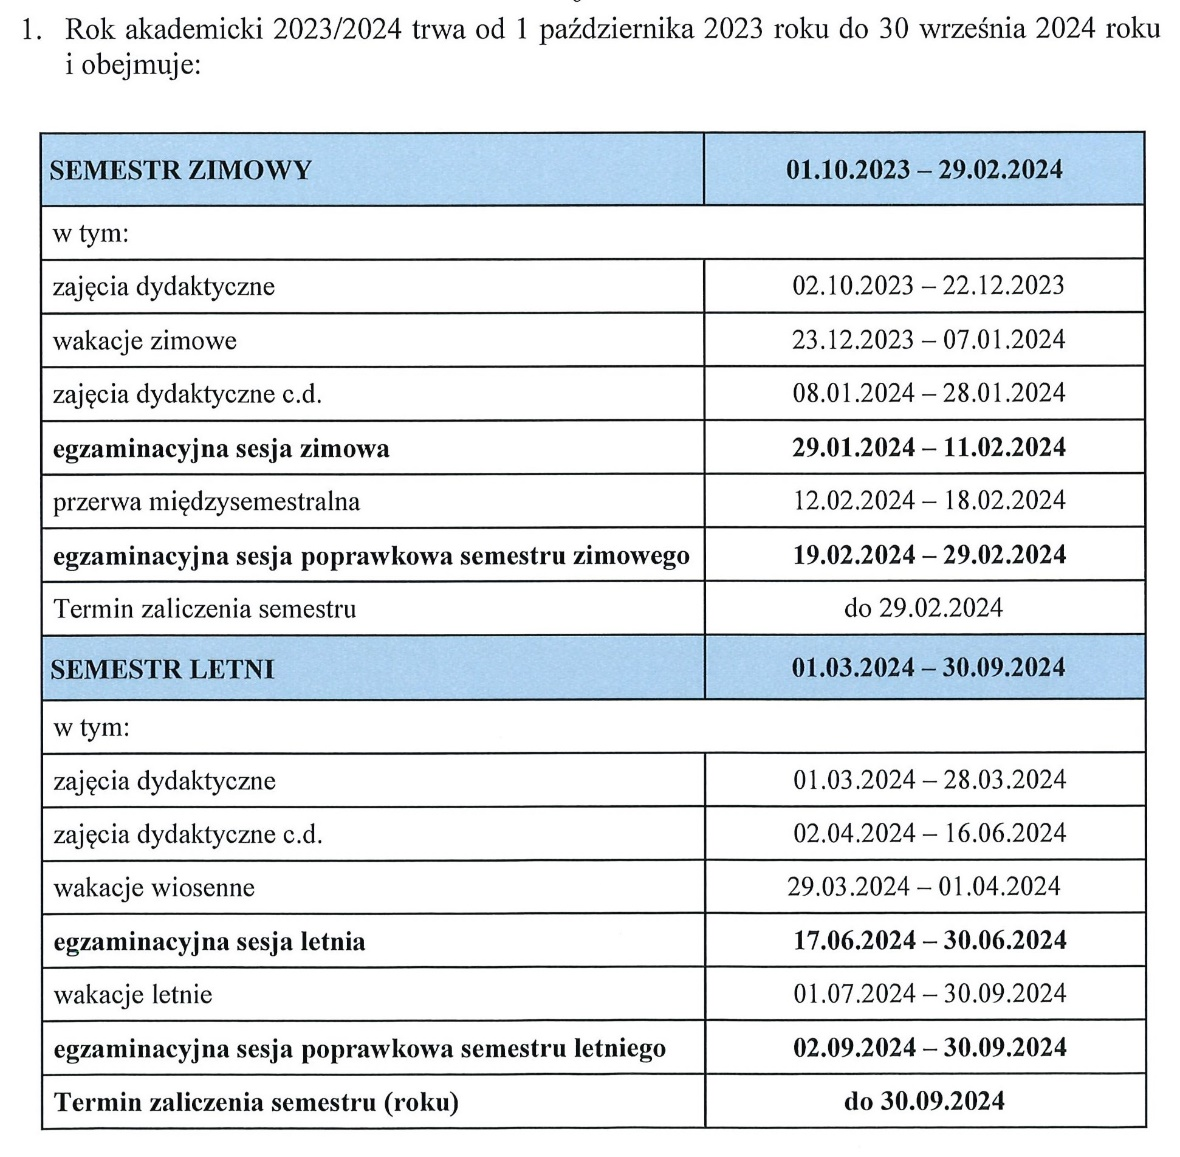 1. Rok akademicki 2023/2024 trwa od 1 października 2023 roku do 30 września 2024 roku
i obejmuje:
SEMESTR ZIMOWY 01.10.2023 – 29.02.2024
w tym:
zajęcia dydaktyczne 02.10.2023 – 22.12.2023
wakacje zimowe 23.12.2023 – 07.01.2024
zajęcia dydaktyczne c.d. 08.01.2024 – 28.01.2024
egzaminacyjna sesja zimowa 29.01.2024 – 11.02.2024
przerwa międzysemestralna 12.02.2024 – 18.02.2024
egzaminacyjna sesja poprawkowa semestru zimowego 19.02.2024 – 29.02.2024
Termin zaliczenia semestru do 29.02.2024
SEMESTR LETNI 01.03.2024 – 30.09.2024
w tym:
zajęcia dydaktyczne 01.03.2024 – 28.03.2024
zajęcia dydaktyczne c.d. 02.04.2024 – 16.06.2024
wakacje wiosenne 29.03.2024 – 01.04.2024
egzaminacyjna sesja letnia 17.06.2024 – 30.06.2024
wakacje letnie 01.07.2024 – 30.09.2024
egzaminacyjna sesja poprawkowa semestru letniego 02.09.2024 – 30.09.2024
Termin zaliczenia semestru (roku) do 30.09.2024